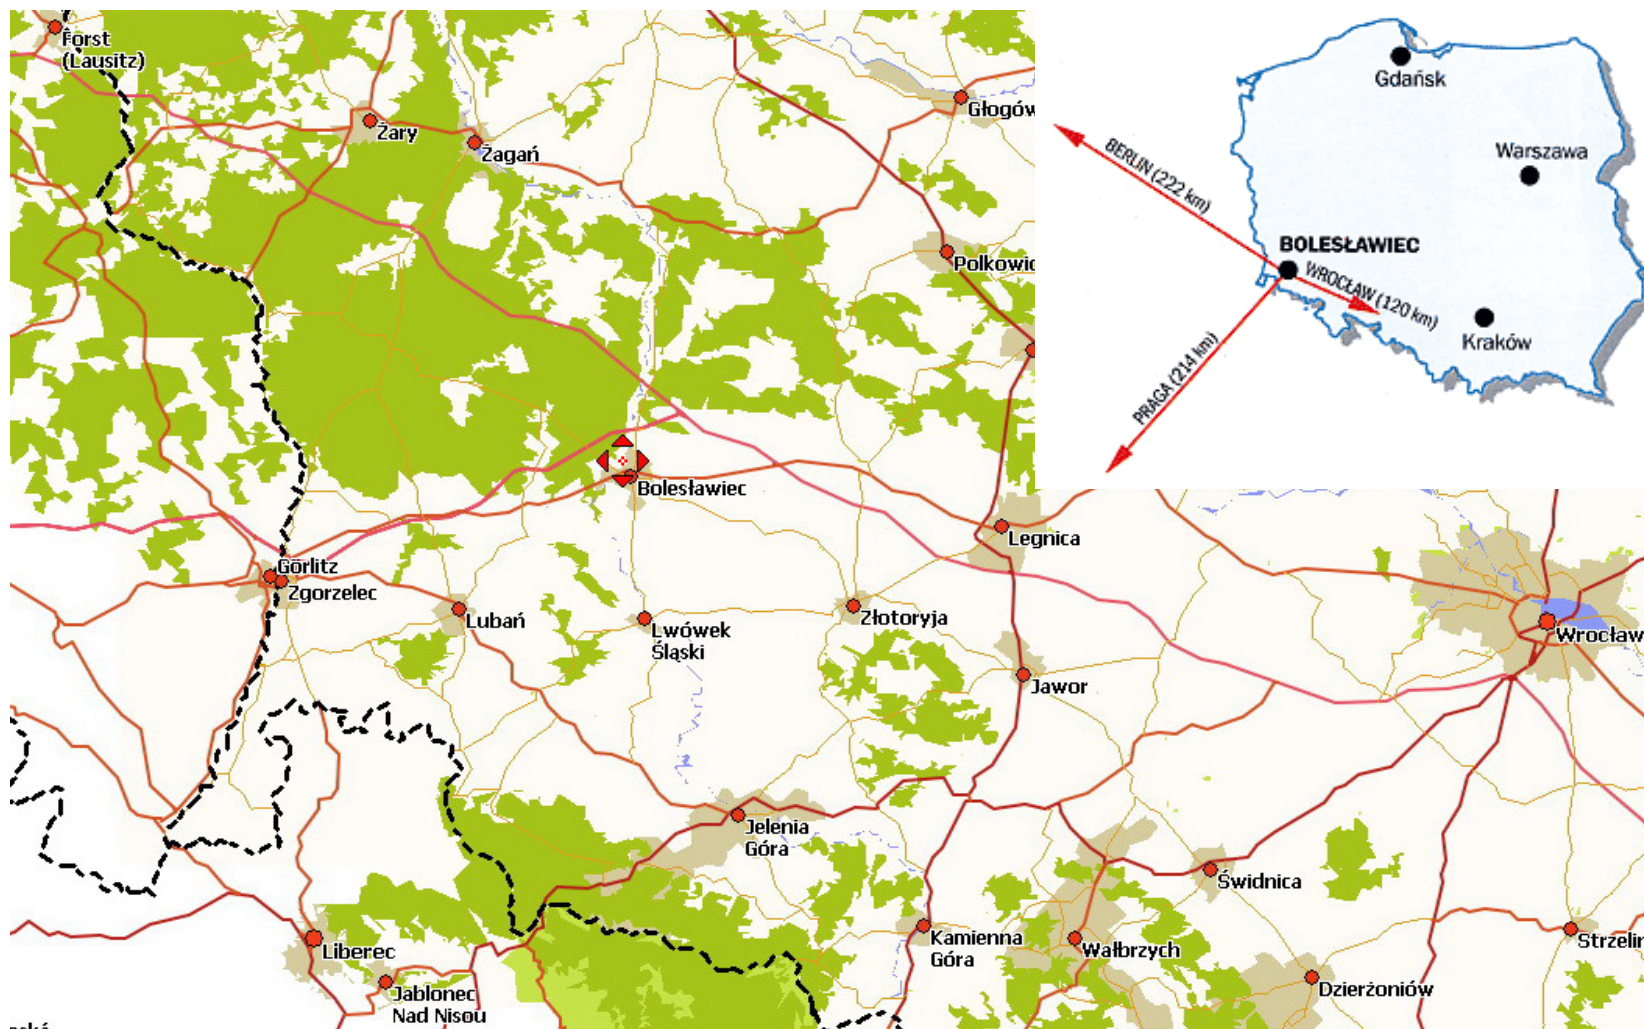 Forst
(Lausitz)
Żary
Żagań
Głogów
Polkowic
Bolesławiec
Legnica
Görlitz
Zgorzelec
Lubań
Lwówek
Śląski
Złotoryja
Jawor
Wrocław
Jelenia
Góra
Świdnica
Kamienna
Góra
Wałbrzych
Strzelin
Dzierżoniów
Liberec
Jablonec
Nad Nisou
Gdańsk
Warszawa
BERLIN (222 km)
BOLESŁAWIEC
WROCŁAW (120 km)
Kraków
PRAGA (214 km)